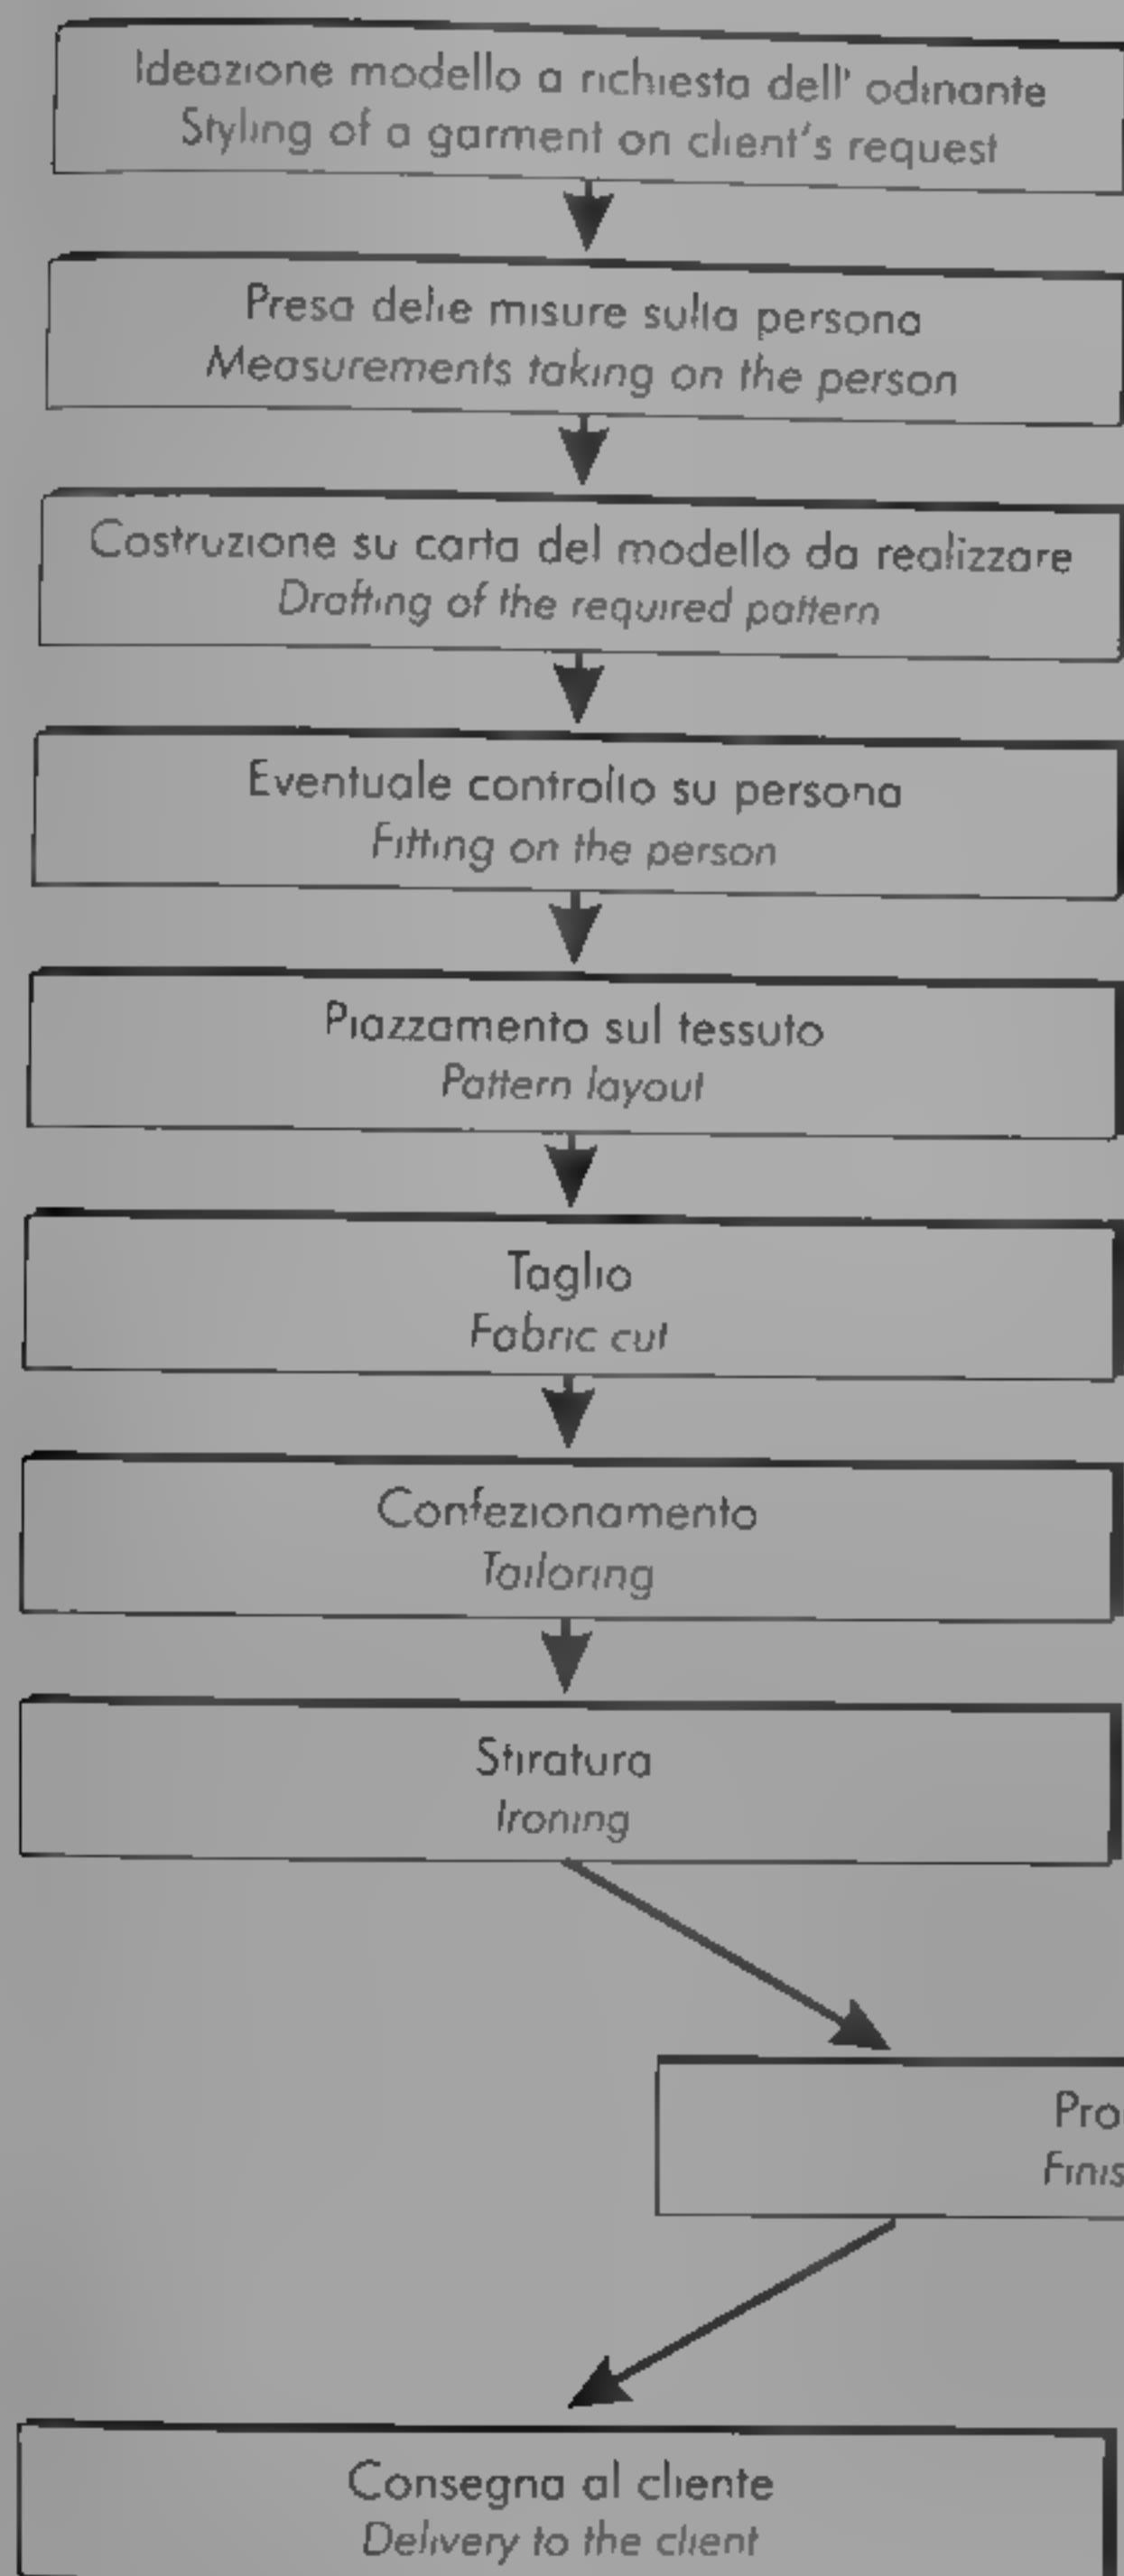 Ideazione modello a richiesta dell' odinante
Styling of a garment on client's request
Presa delle misure sulla persona
Measurements taking on the person
Costruzione su carta del modello da realizzare
Drafting of the required pattern
Eventuale controllo su persona
Fitting on the person
Piazzamento sul tessuto
Pattern layout
Taglio
Fabric cut
Confezionamento
Tailoring
Stiratura
Ironing
Pro
Finis
Consegna al cliente
Delivery to the client